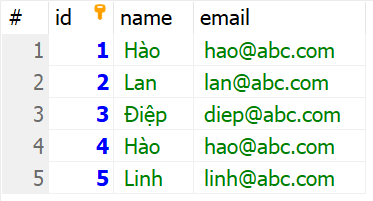 # id name email
1 1 Hào hao@abc.com
2 2 Lan lan@abc.com
3 3 Điệp diep@abc.com
4 4 Hào hao@abc.com
5 5 Linh linh@abc.com